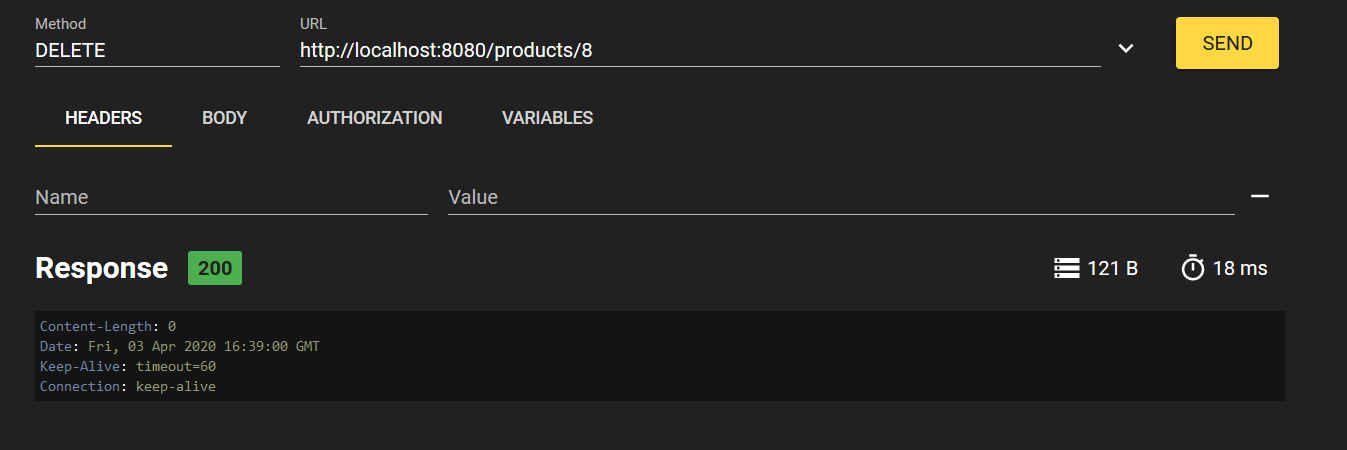 Method
URL
DELETE
http://localhost:8080/products/8
SEND
HEADERS
BODY
AUTHORIZATION
VARIABLES
Name
Value
Response
200
121 B
18 ms
Content-Length: 0
Date: Fri, 03 Apr 2020 16:39:00 GMT
Keep-Alive: timeout=60
Connection: keep-alive